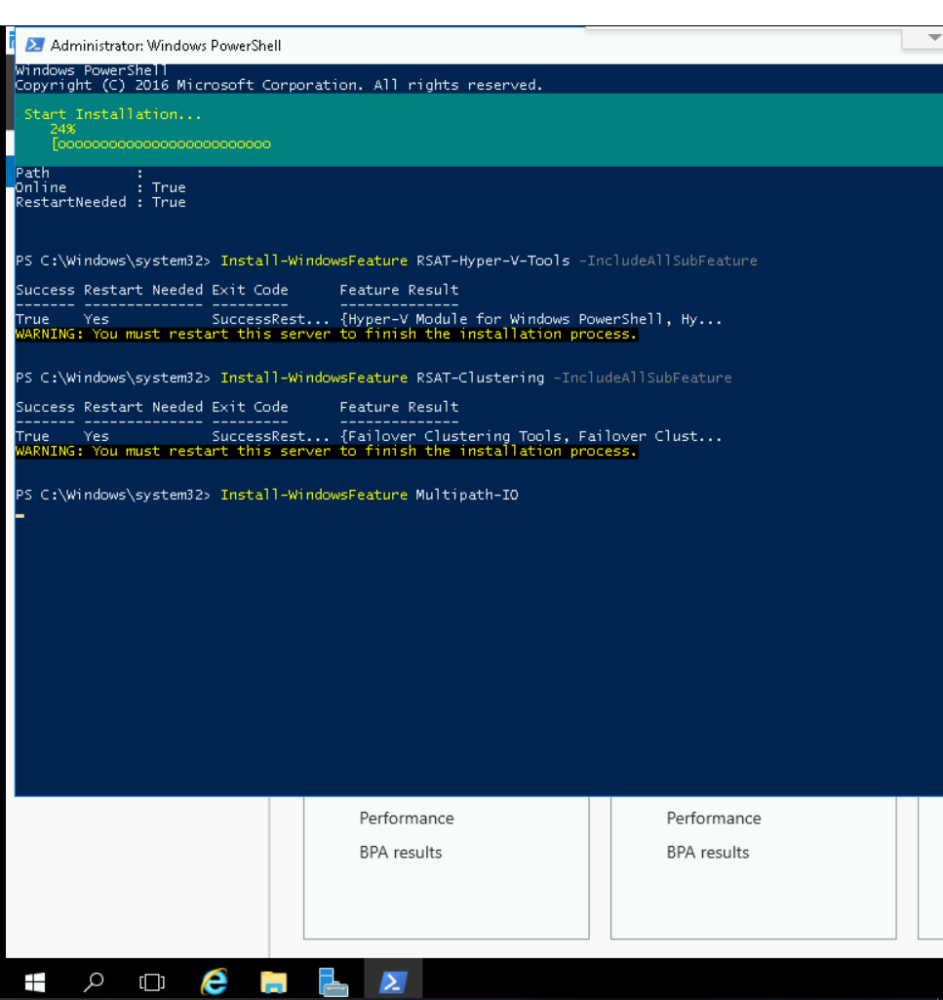 Administrator: Windows PowerShell
Windows PowerShell
Copyright (C) 2016 Microsoft Corporation. All rights reserved.
Start Installation...
24%
[oooooooooooooooooooooooooo
Path          :
Online        : True
RestartNeeded : True
PS C:\Windows\system32> Install-WindowsFeature RSAT-Hyper-V-Tools -IncludeAllSubFeature
Success Restart Needed Exit Code      Feature Result
------- -------------- ---------      --------------
True    Yes            SuccessRest... {Hyper-V Module for Windows PowerShell, Hy...
WARNING: You must restart this server to finish the installation process.
PS C:\Windows\system32> Install-WindowsFeature RSAT-Clustering -IncludeAllSubFeature
Success Restart Needed Exit Code      Feature Result
------- -------------- ---------      --------------
True    Yes            SuccessRest... {Failover Clustering Tools, Failover Clust...
WARNING: You must restart this server to finish the installation process.
PS C:\Windows\system32> Install-WindowsFeature Multipath-IO
Performance Performance
BPA results BPA results